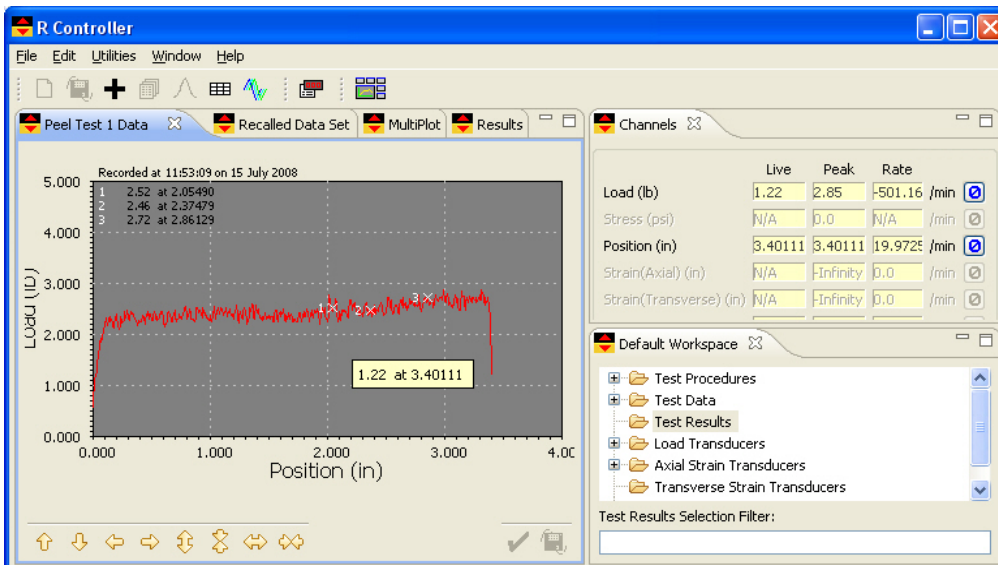 R Controller
File Edit Utilities Window Help
Peel Test 1 Data Recalled Data Set MultiPlot Results
Recorded at 11:53:09 on 15 July 2008
1 2.52 at 2.05490
2 2.46 at 2.37479
3 2.72 at 2.86129
5.000
4.000
3.000
2.000
1.000
0.000
Load (lb)
1 2 3
1.22 at 3.40111
0.000 1.000 2.000 3.000 4.00
Position (in)
Channels
Live Peak Rate
Load (lb) 1.22 2.85 -501.16 /min
Stress (psi) N/A 0.0 N/A /min
Position (in) 3.40111 3.40111 19.9725 /min
Strain(Axial) (in) N/A -Infinity 0.0 /min
Strain(Transverse) (in) N/A -Infinity 0.0 /min
Default Workspace
Test Procedures
Test Data
Test Results
Load Transducers
Axial Strain Transducers
Transverse Strain Transducers
Test Results Selection Filter: